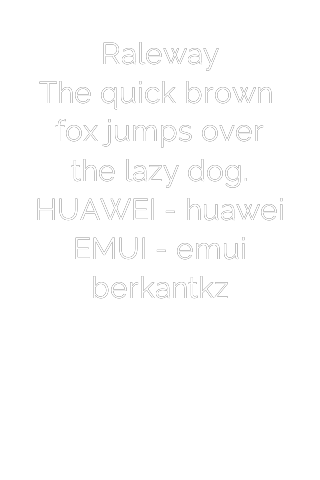 Raleway
The quick brown
fox jumps over
the lazy dog.
HUAWEI - huawei
EMUI - emui
berkantkz